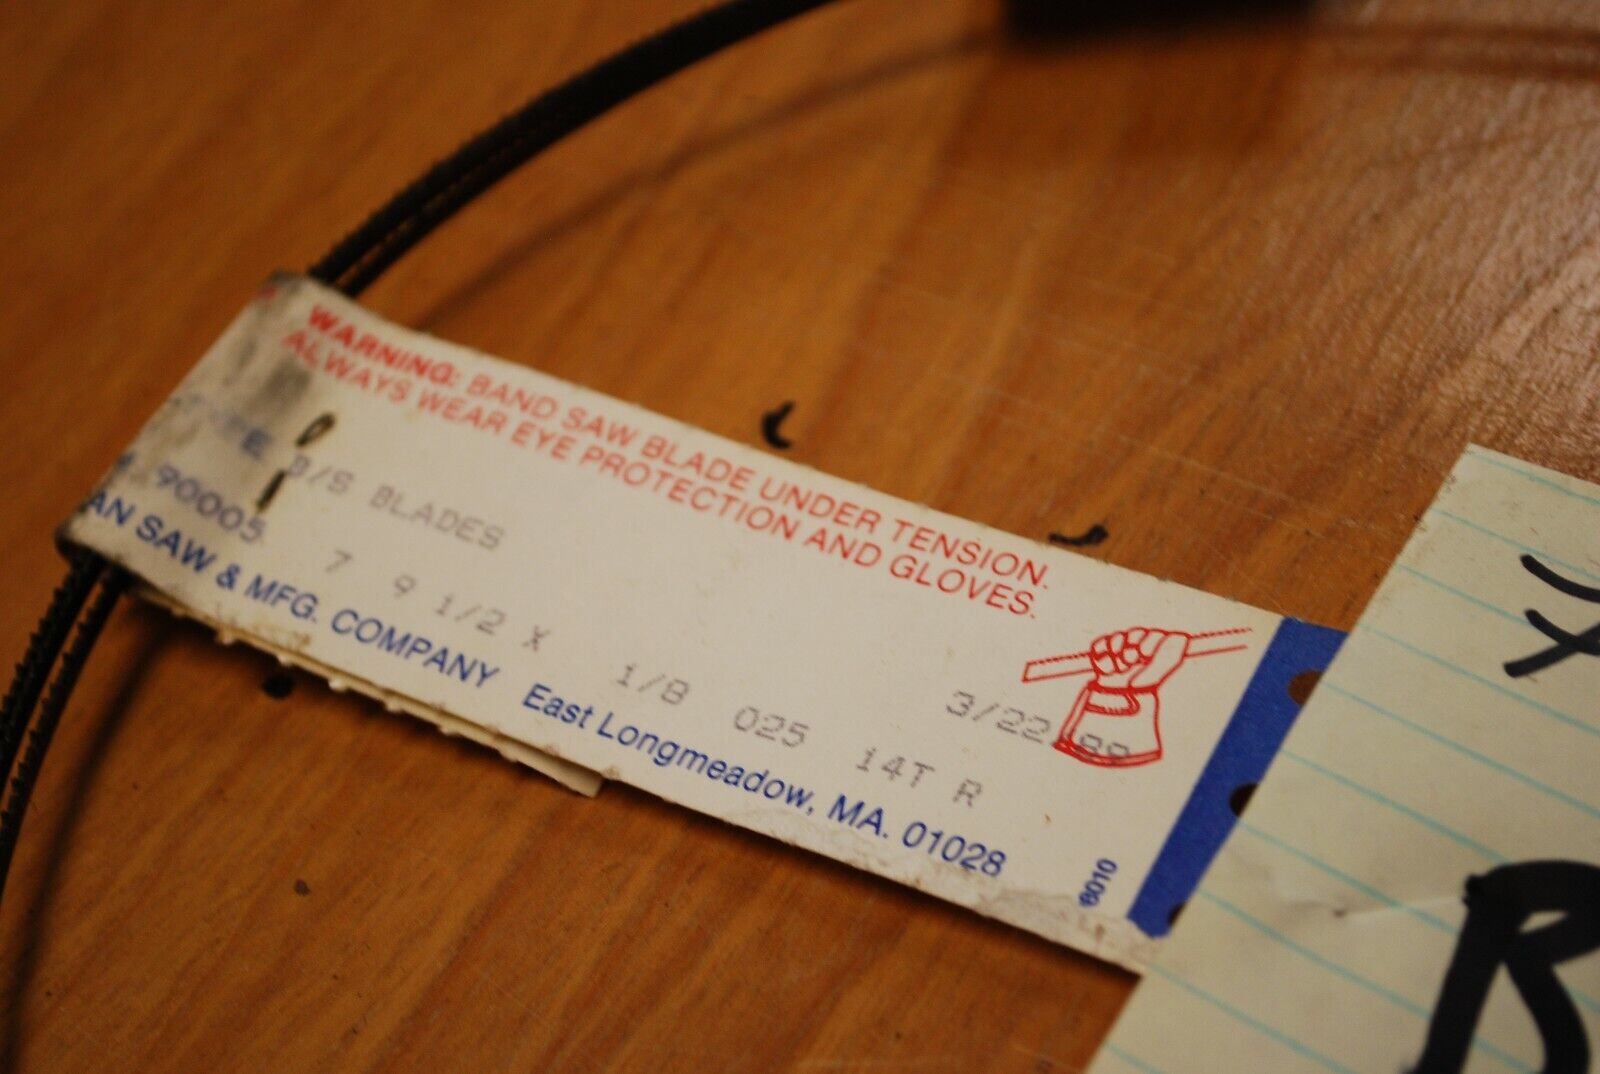 WARNING: BAND SAW BLADE UNDER TENSION.
ALWAYS WEAR EYE PROTECTION AND GLOVES.
B/S BLADES
90005 7 9 1/2 X 1/8 025 14T R
3/22
AN SAW & MFG. COMPANY East Longmeadow, MA. 01028
6010
R